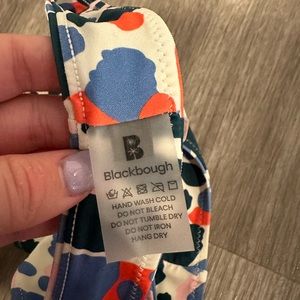 B
Blackbough
HAND WASH COLD
DO NOT BLEACH
DO NOT TUMBLE DRY
DO NOT IRON
HANG DRY